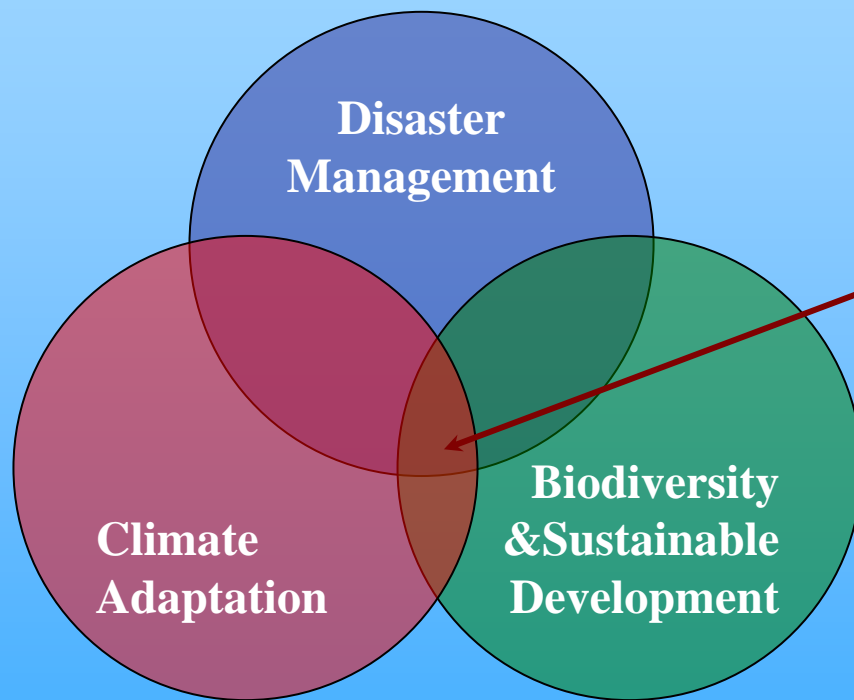 Disaster
Management
Climate
Adaptation
Biodiversity
&Sustainable
Development